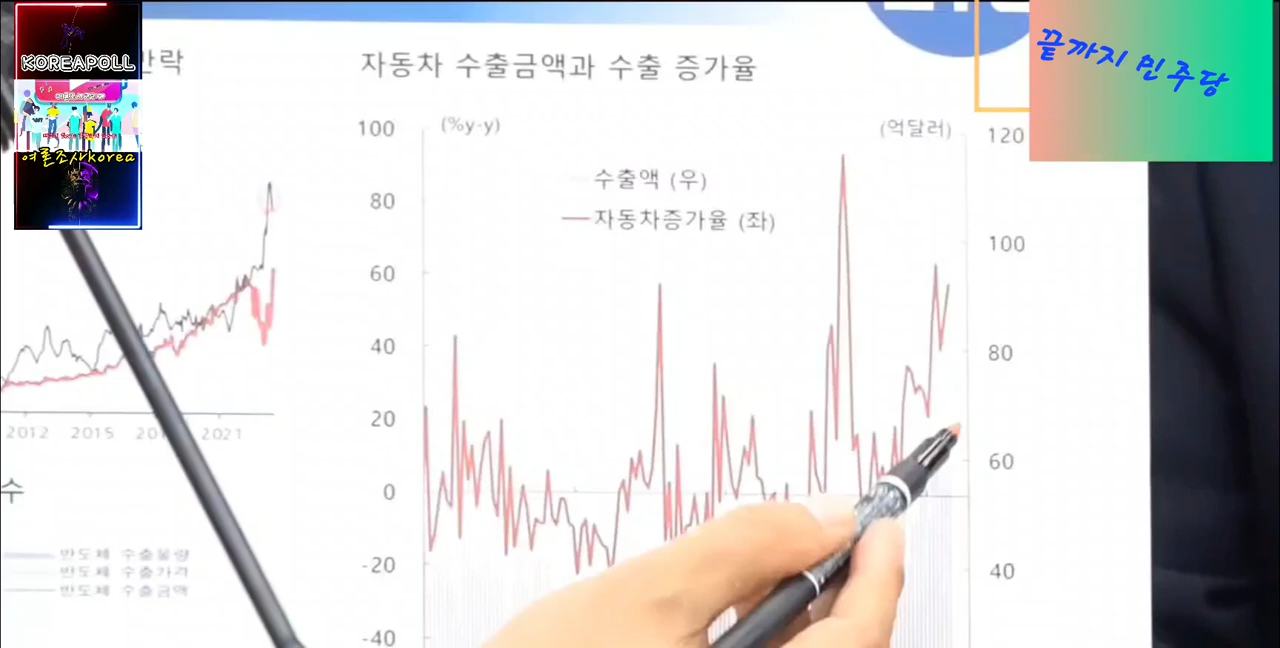 KOREAPOLL
여론조사korea
끝까지 민주당
반락
자동차 수출금액과 수출 증가율
(%y-y)
(억달러)
수출액 (우)
자동차증가율 (좌)
100
80
60
40
20
0
-20
-40
120
100
80
60
40
2012 2015 2021
수
반도체 수출물량
반도체 수출가격
반도체 수출금액